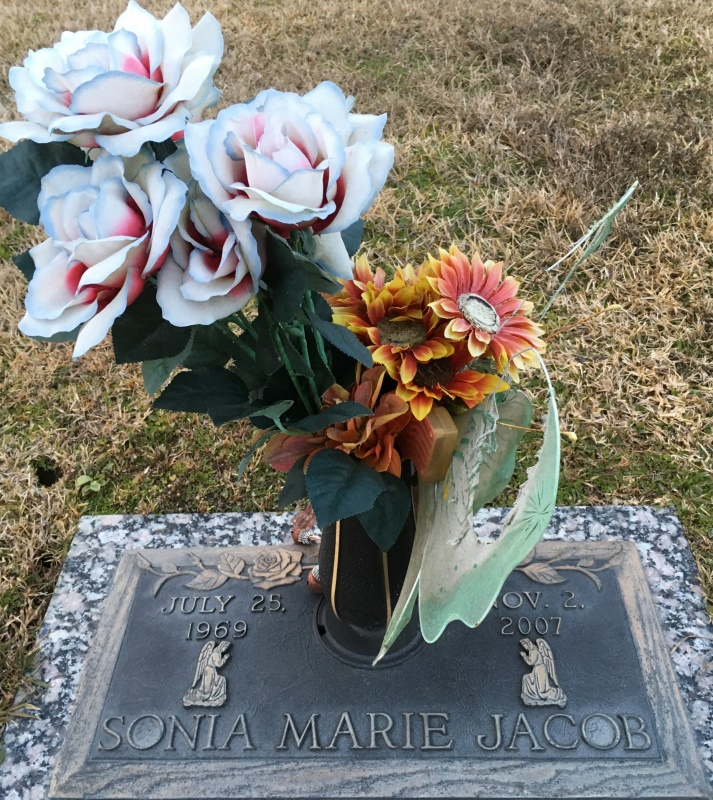 JULY 25,
1969
NOV. 2,
2007
SONIA MARIE JACOB